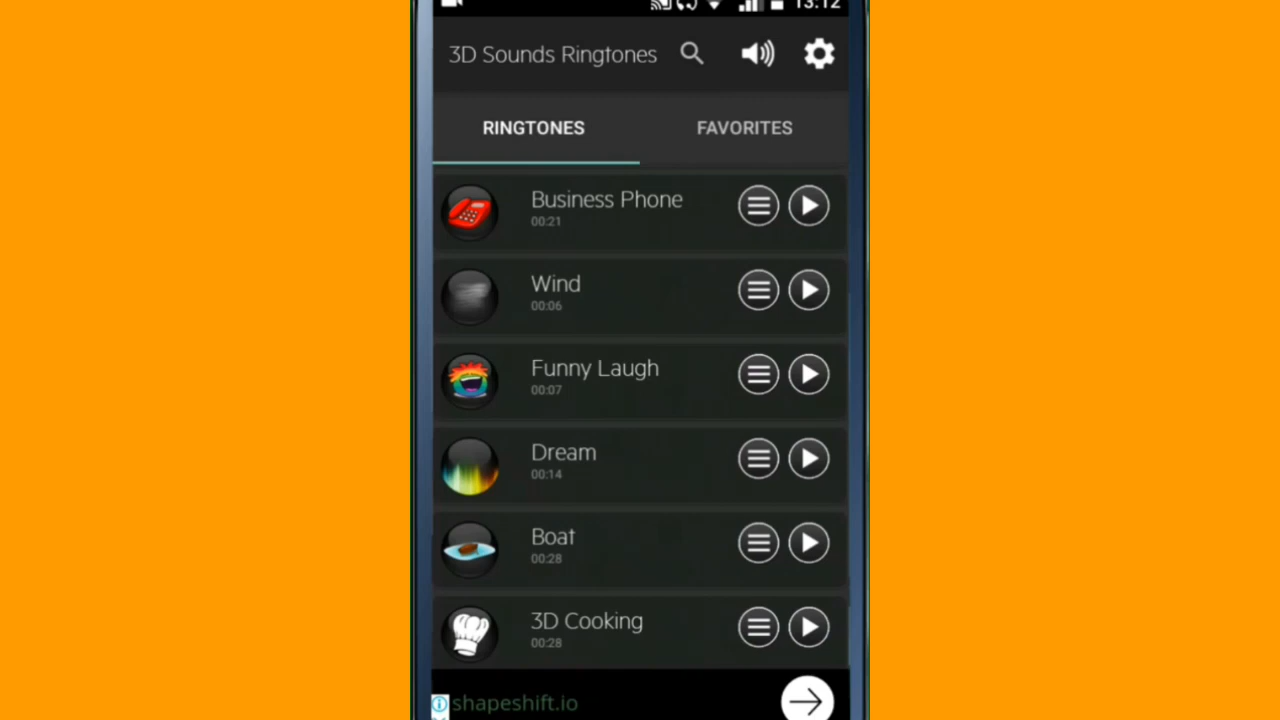 13:12
3D Sounds Ringtones
RINGTONES FAVORITES
Business Phone
00:21
Wind
00:06
Funny Laugh
00:07
Dream
00:14
Boat
00:28
3D Cooking
00:28
shapeshift.io